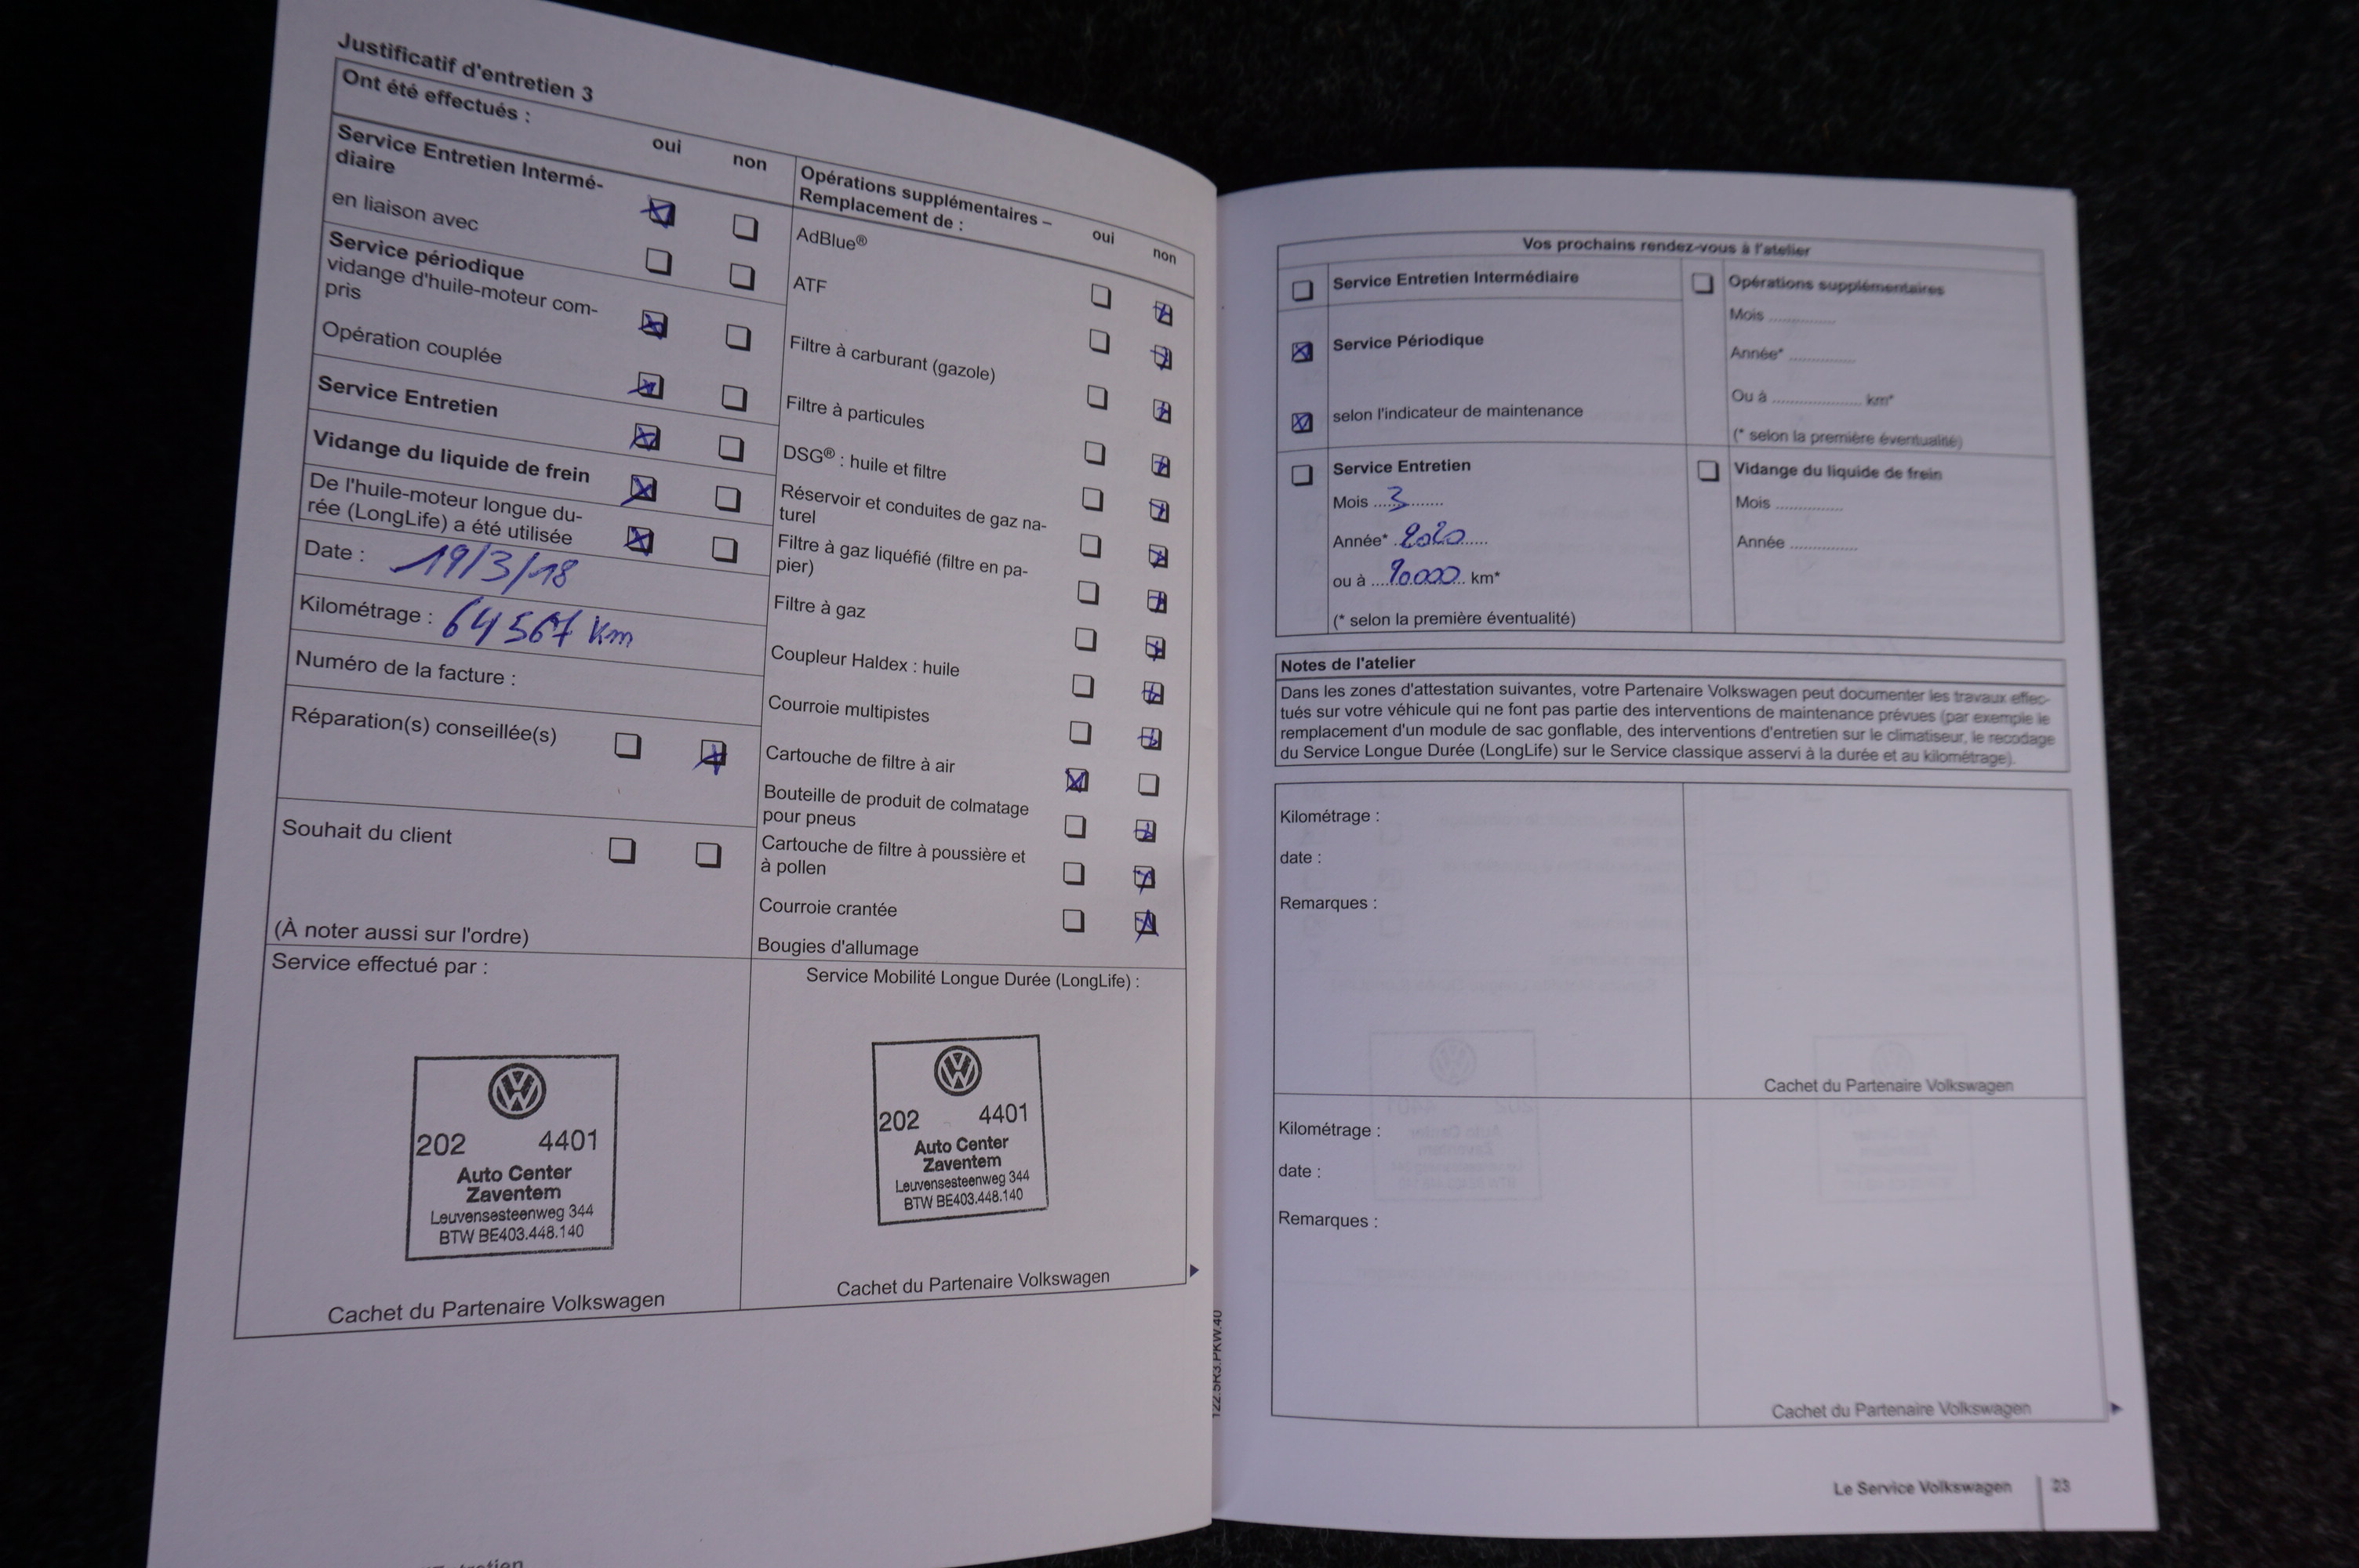 Justificatif d'entretien 3
Ont été effectués :
oui non
Service Entretien Intermé-
diaire
en liaison avec
Service périodique
vidange d'huile-moteur com-
pris
Opération couplée
Service Entretien
Vidange du liquide de frein
De l'huile-moteur longue du-
rée (LongLife) a été utilisée
Date : 19/3/18
Kilométrage : 64567 Km
Numéro de la facture :
Réparation(s) conseillée(s)
Souhait du client
(À noter aussi sur l'ordre)
Service effectué par :
202 4401
Auto Center
Zaventem
Leuvensesteenweg 344
BTW BE403.448.140
Cachet du Partenaire Volkswagen
Opérations supplémentaires –
Remplacement de :
oui non
AdBlue®
ATF
Filtre à carburant (gazole)
Filtre à particules
DSG® : huile et filtre
Réservoir et conduites de gaz na-
turel
Filtre à gaz liquéfié (filtre en pa-
pier)
Filtre à gaz
Coupleur Haldex : huile
Courroie multipistes
Cartouche de filtre à air
Bouteille de produit de colmatage
pour pneus
Cartouche de filtre à poussière et
à pollen
Courroie crantée
Bougies d'allumage
Service Mobilité Longue Durée (LongLife) :
202 4401
Auto Center
Zaventem
Leuvensesteenweg 344
BTW BE403.448.140
Cachet du Partenaire Volkswagen
122.5R3.PKW.40
Vos prochains rendez-vous à l'atelier
Service Entretien Intermédiaire
Service Périodique
selon l'indicateur de maintenance
Service Entretien
Mois ...3........
Année* ..2020......
ou à ....90000.. km*
(* selon la première éventualité)
Opérations supplémentaires
Mois ..............
Année* ..............
Ou à ................... km*
(* selon la première éventualité)
Vidange du liquide de frein
Mois ..............
Année ..............
Notes de l'atelier
Dans les zones d'attestation suivantes, votre Partenaire Volkswagen peut documenter les travaux effec-
tués sur votre véhicule qui ne font pas partie des interventions de maintenance prévues (par exemple le
remplacement d'un module de sac gonflable, des interventions d'entretien sur le climatiseur, le recodage
du Service Longue Durée (LongLife) sur le Service classique asservi à la durée et au kilométrage).
Kilométrage :
date :
Remarques :
Cachet du Partenaire Volkswagen
Kilométrage :
date :
Remarques :
Cachet du Partenaire Volkswagen
Le Service Volkswagen 23